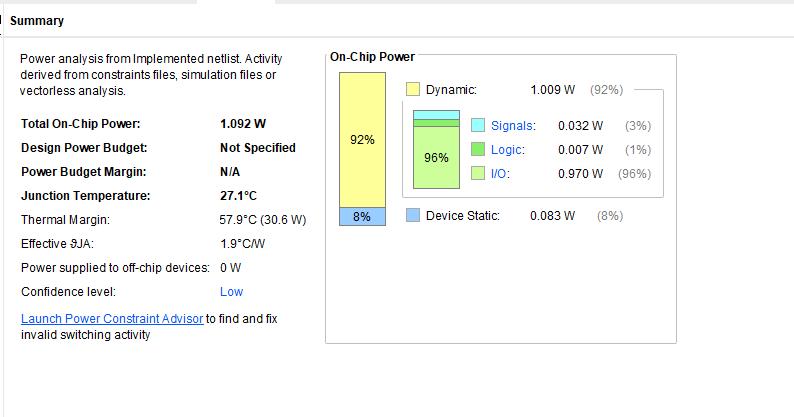 Summary
Power analysis from Implemented netlist. Activity
derived from constraints files, simulation files or
vectorless analysis.
Total On-Chip Power: 1.092 W
Design Power Budget: Not Specified
Power Budget Margin: N/A
Junction Temperature: 27.1°C
Thermal Margin: 57.9°C (30.6 W)
Effective ϑJA: 1.9°C/W
Power supplied to off-chip devices: 0 W
Confidence level: Low
Launch Power Constraint Advisor to find and fix
invalid switching activity
On-Chip Power
92%
8%
Dynamic: 1.009 W (92%)
96%
Signals: 0.032 W (3%)
Logic: 0.007 W (1%)
I/O: 0.970 W (96%)
Device Static: 0.083 W (8%)